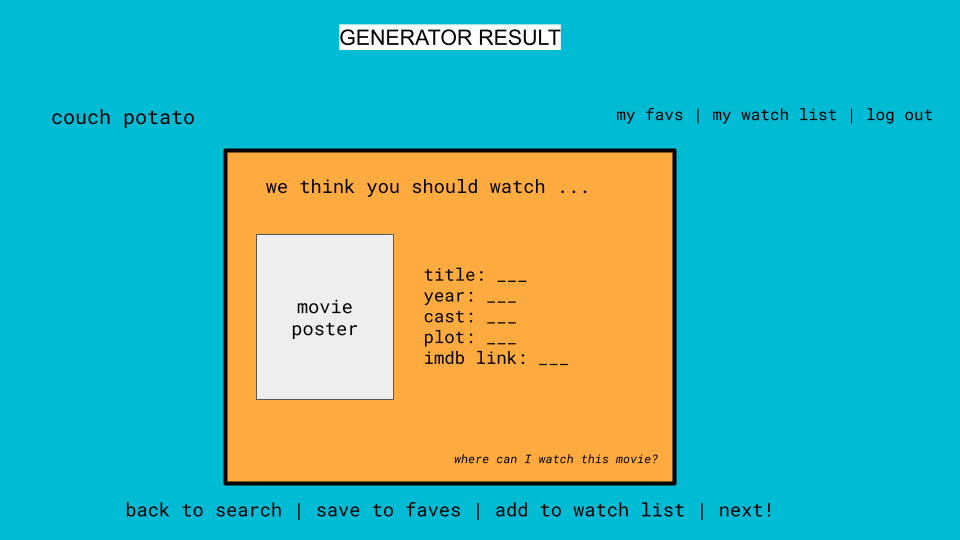 GENERATOR RESULT
couch potato
my favs | my watch list | log out
we think you should watch ...
movie
poster
title: ___
year: ___
cast: ___
plot: ___
imdb link: ___
where can I watch this movie?
back to search | save to faves | add to watch list | next!